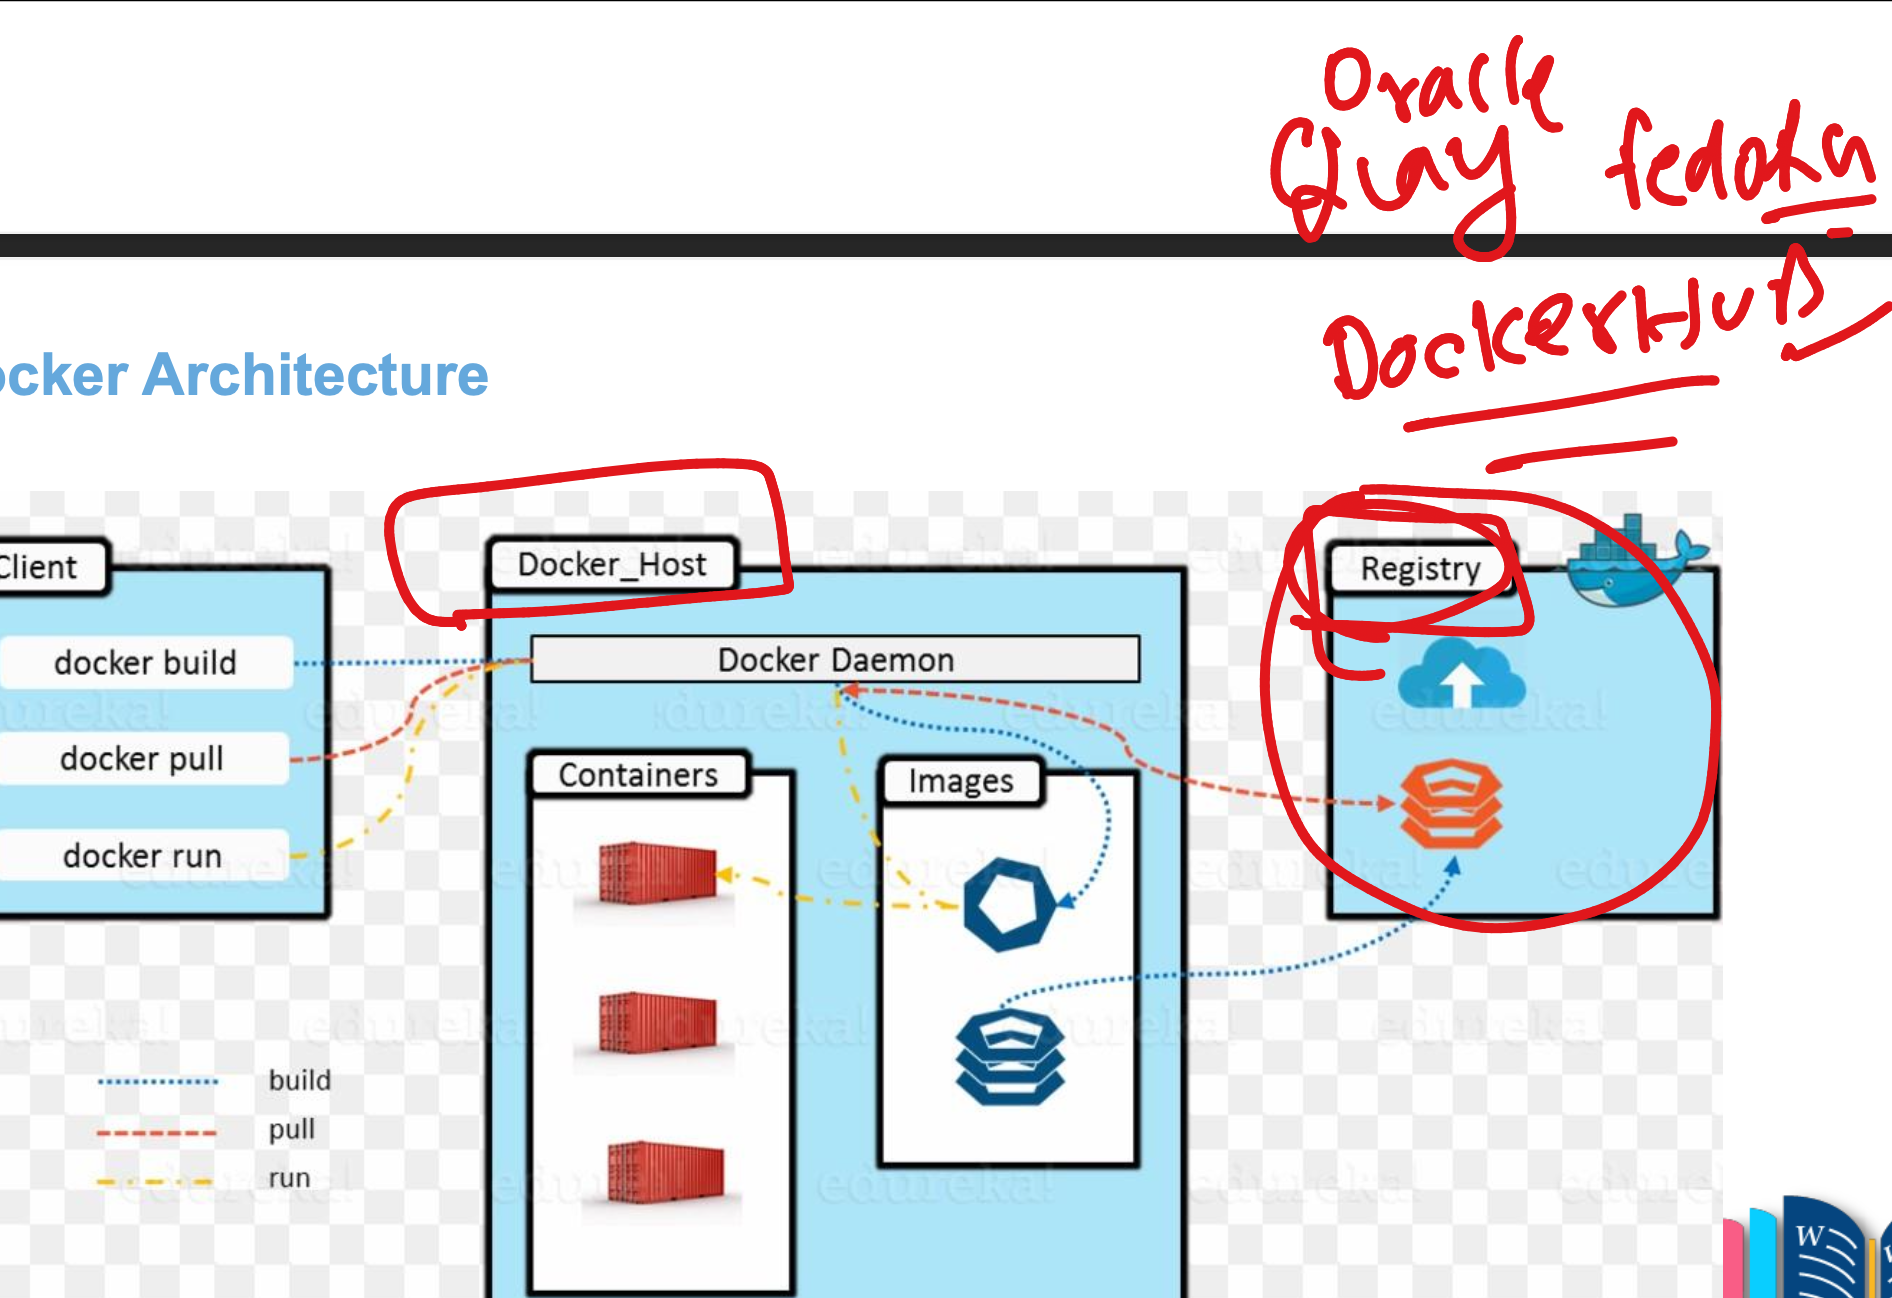 Oracle
Quay fedora
DockerHUB
ocker Architecture
Client
Docker_Host
Registry
docker build
Docker Daemon
docker pull
Containers
Images
docker run
build
pull
run
edureka!
W